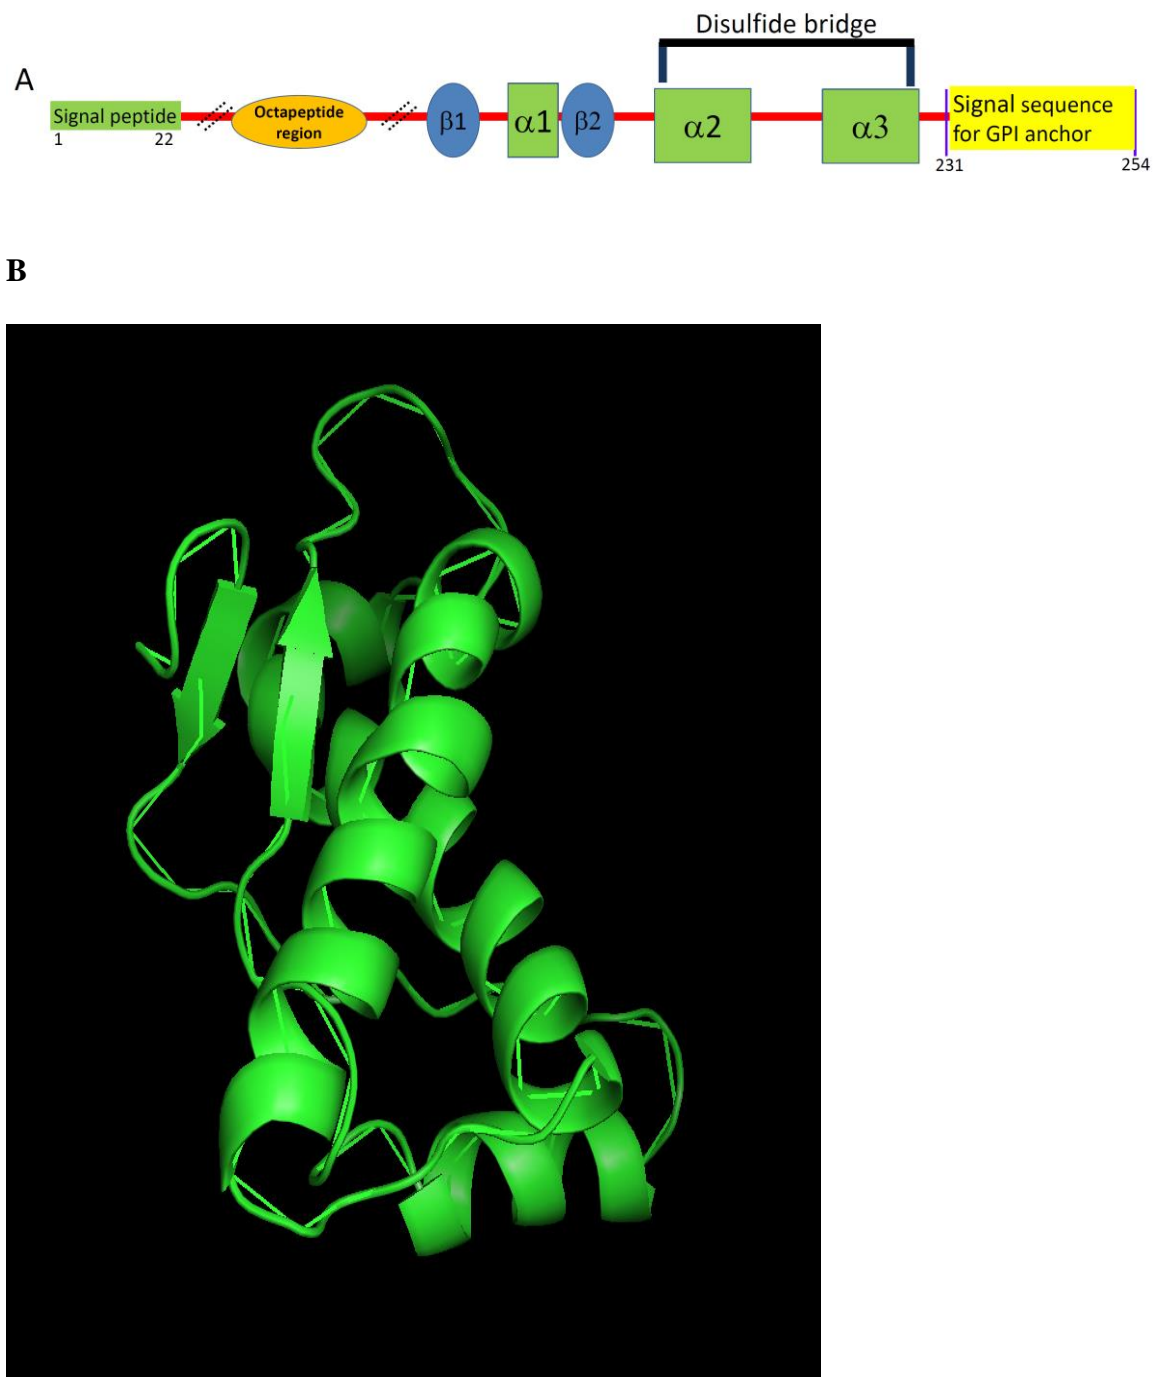 Disulfide bridge
A
Signal peptide
1 22
Octapeptide
region
β1
α1
β2
α2
α3
Signal sequence
for GPI anchor
231
254
B